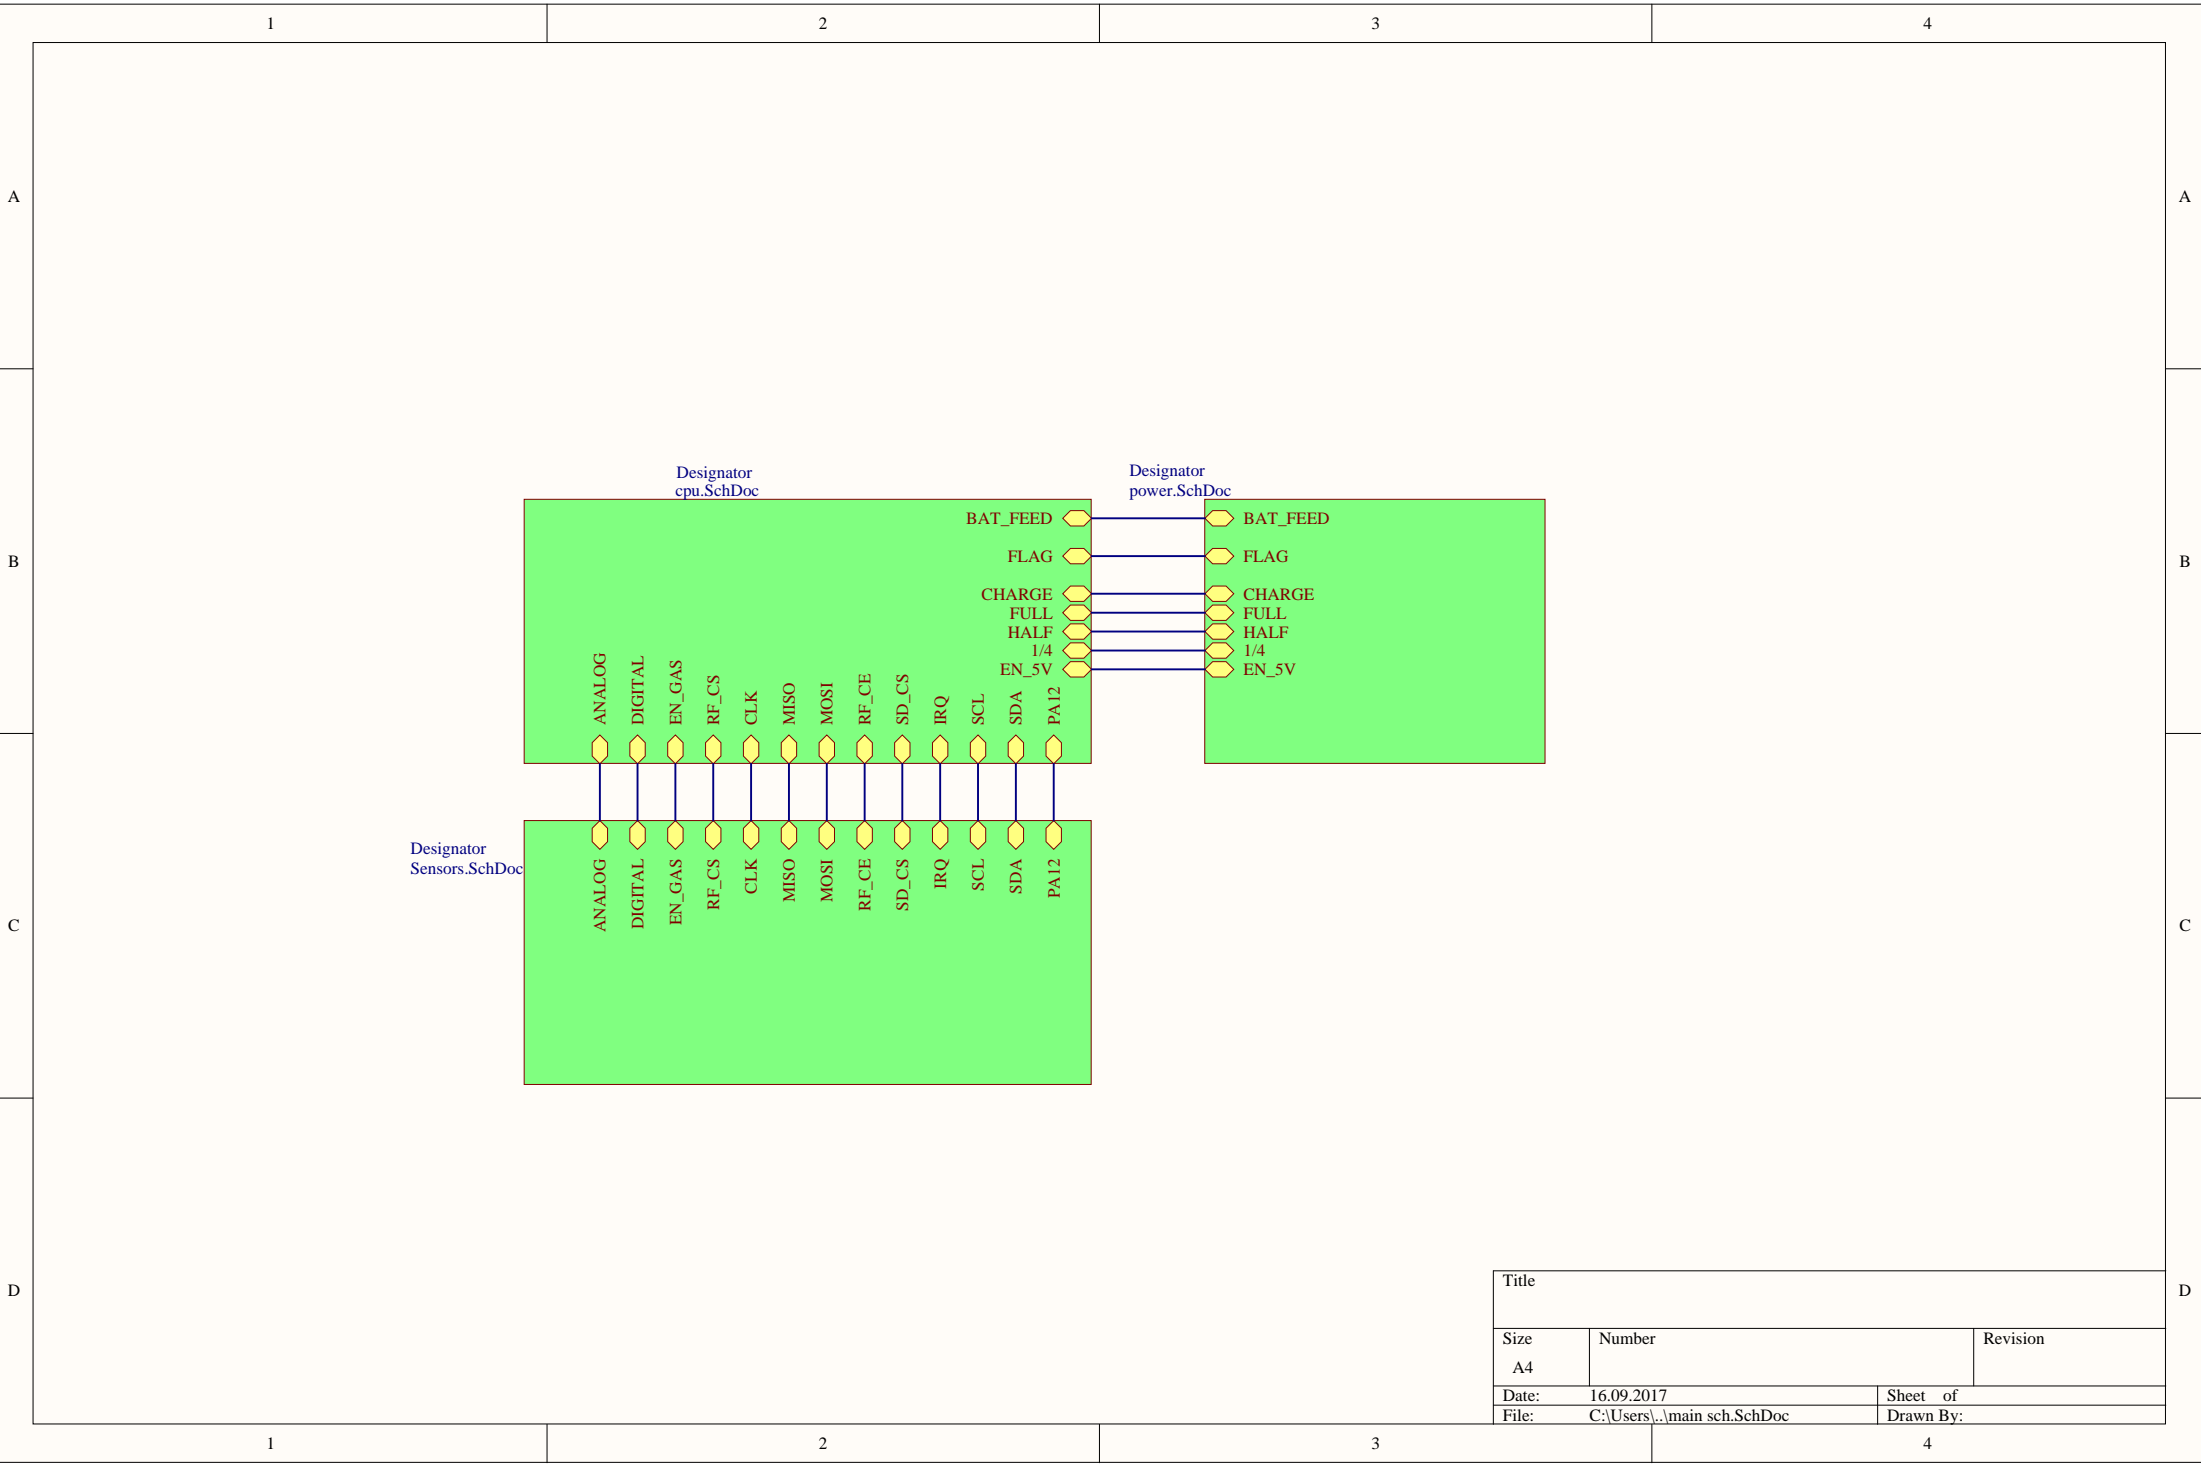 1 2 3 4
A A
Designator
cpu.SchDoc
Designator
power.SchDoc
BAT_FEED BAT_FEED
B FLAG FLAG B
CHARGE CHARGE
FULL FULL
HALF HALF
1/4 1/4
EN_5V EN_5V
ANALOG DIGITAL EN_GAS RF_CS CLK MISO MOSI RF_CE SD_CS IRQ SCL SDA PA12
Designator
Sensors.SchDoc
ANALOG DIGITAL EN_GAS RF_CS CLK MISO MOSI RF_CE SD_CS IRQ SCL SDA PA12
C C
D D
Title
Size Number Revision
A4
Date: 16.09.2017 Sheet of
File: C:\Users\..\main sch.SchDoc Drawn By:
1 2 3 4